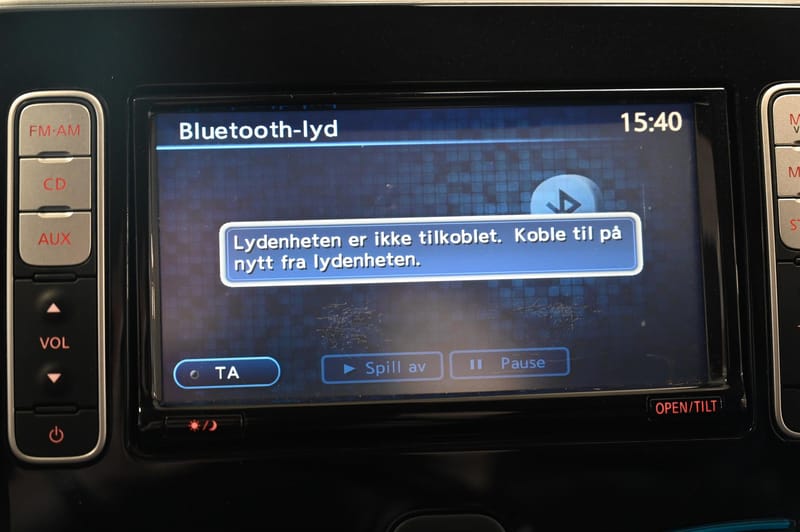 Bluetooth-lyd 15:40
FM·AM
CD
AUX
VOL
Lydenheten er ikke tilkoblet. Koble til på
nytt fra lydenheten.
TA
Spill av
Pause
OPEN/TILT